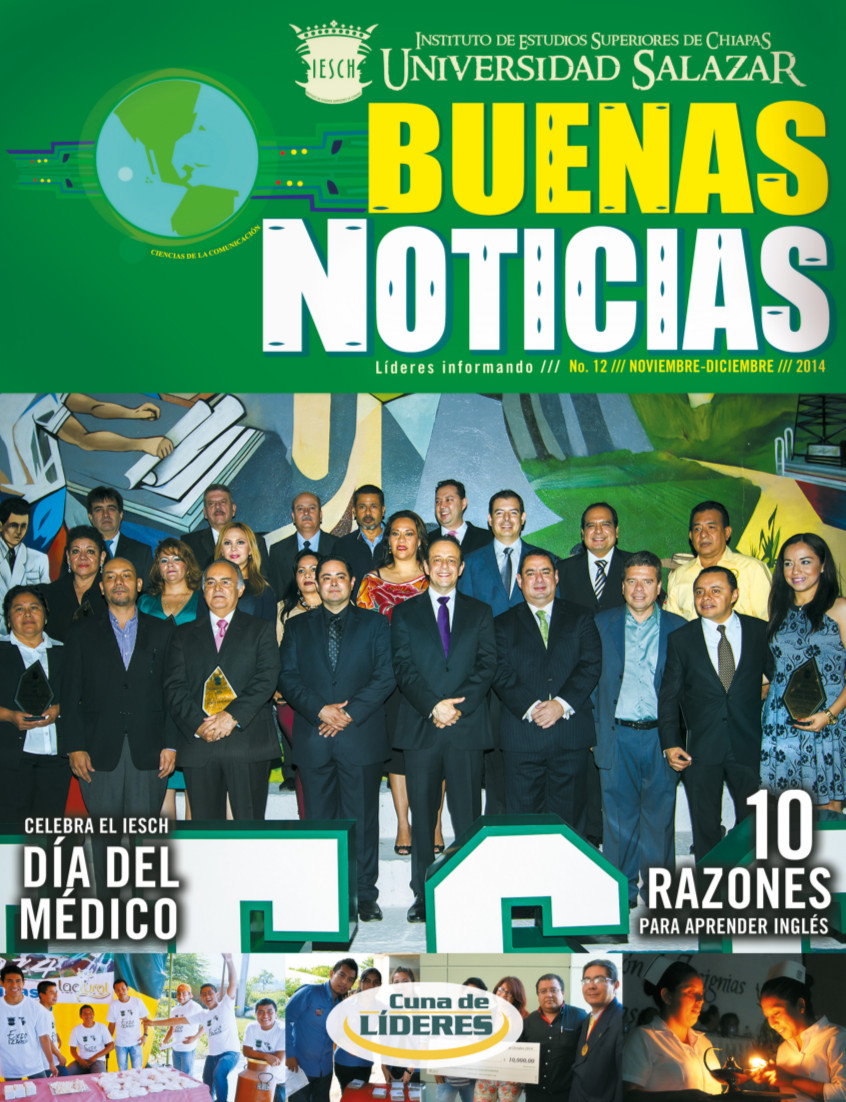 IESCH
INSTITUTO DE ESTUDIOS SUPERIORES DE CHIAPAS
UNIVERSIDAD SALAZAR
BUENAS
NOTICIAS
CIENCIAS DE LA COMUNICACIÓN
Líderes informando /// No. 12 /// NOVIEMBRE-DICIEMBRE /// 2014
CELEBRA EL IESCH
DÍA DEL
MÉDICO
10
RAZONES
PARA APRENDER INGLÉS
Cuna de
LÍDERES